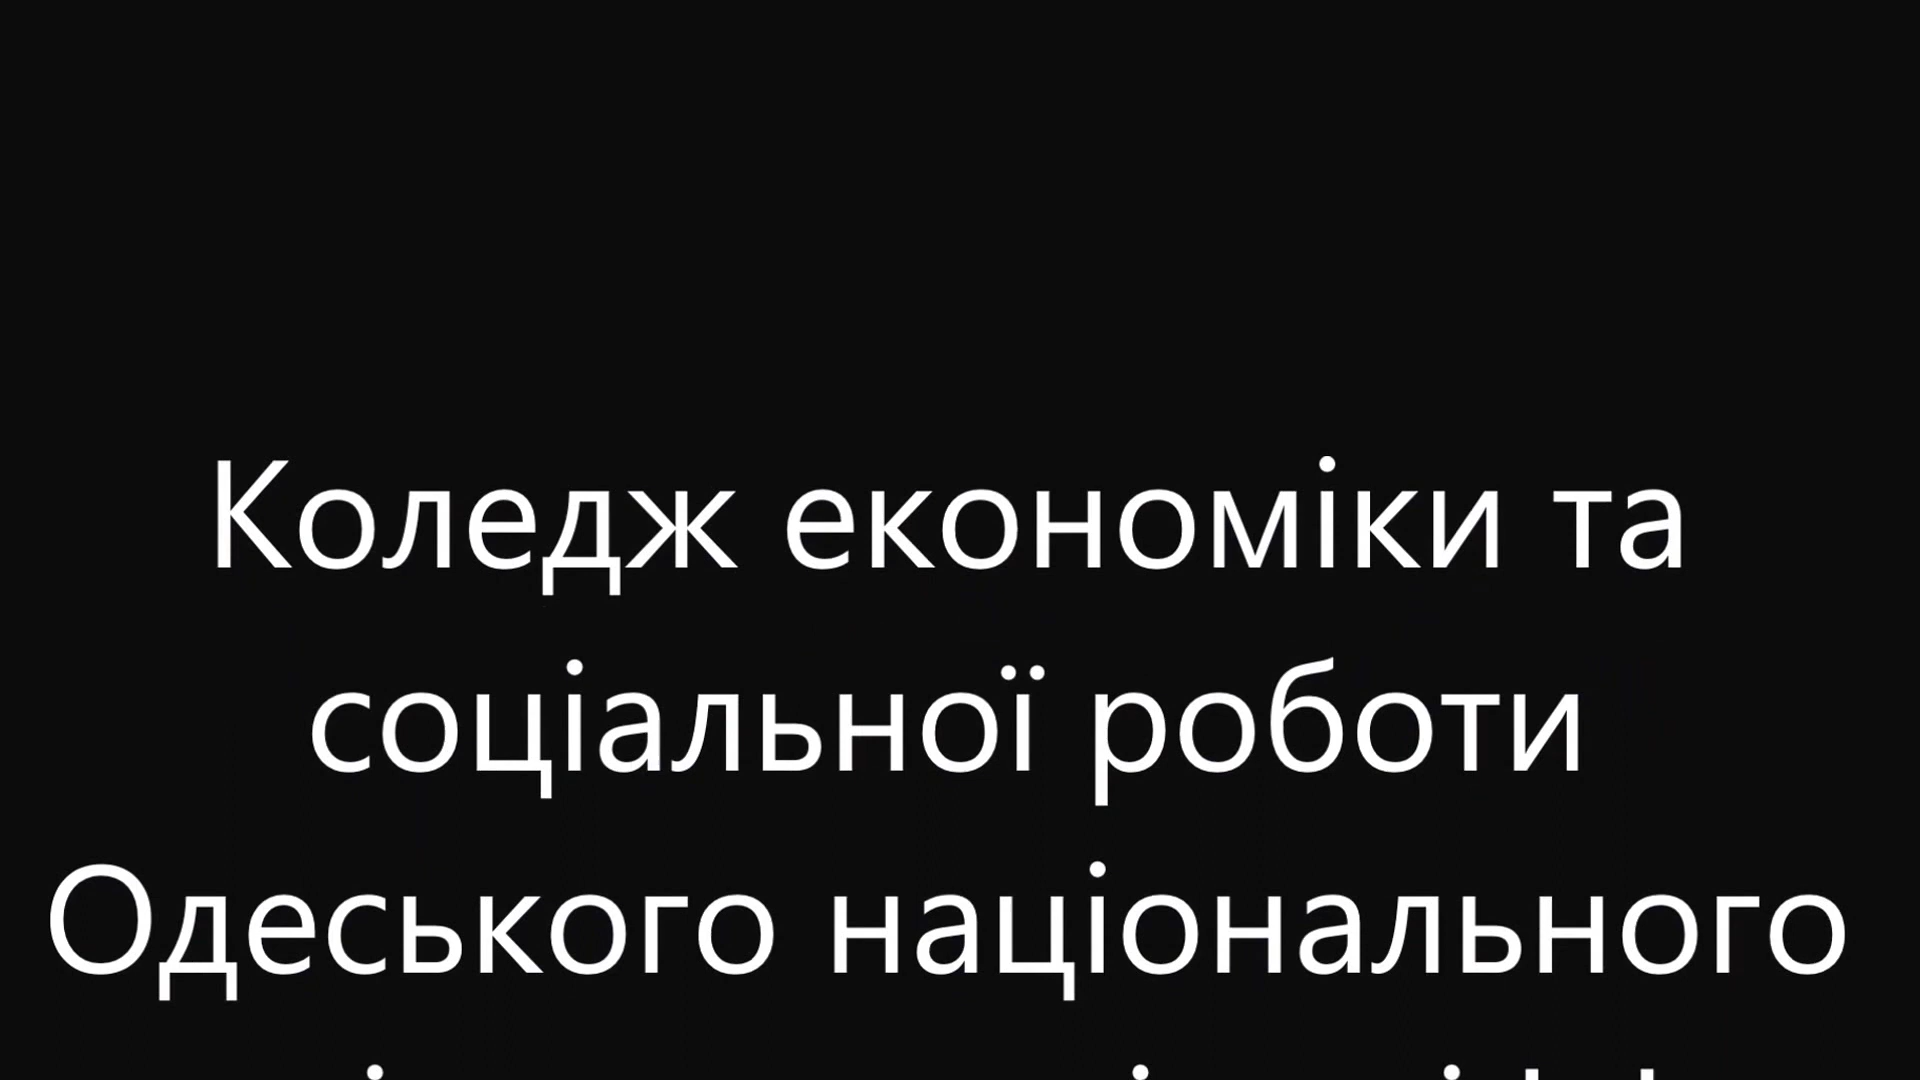 Коледж економіки та
соціальної роботи
Одеського національного